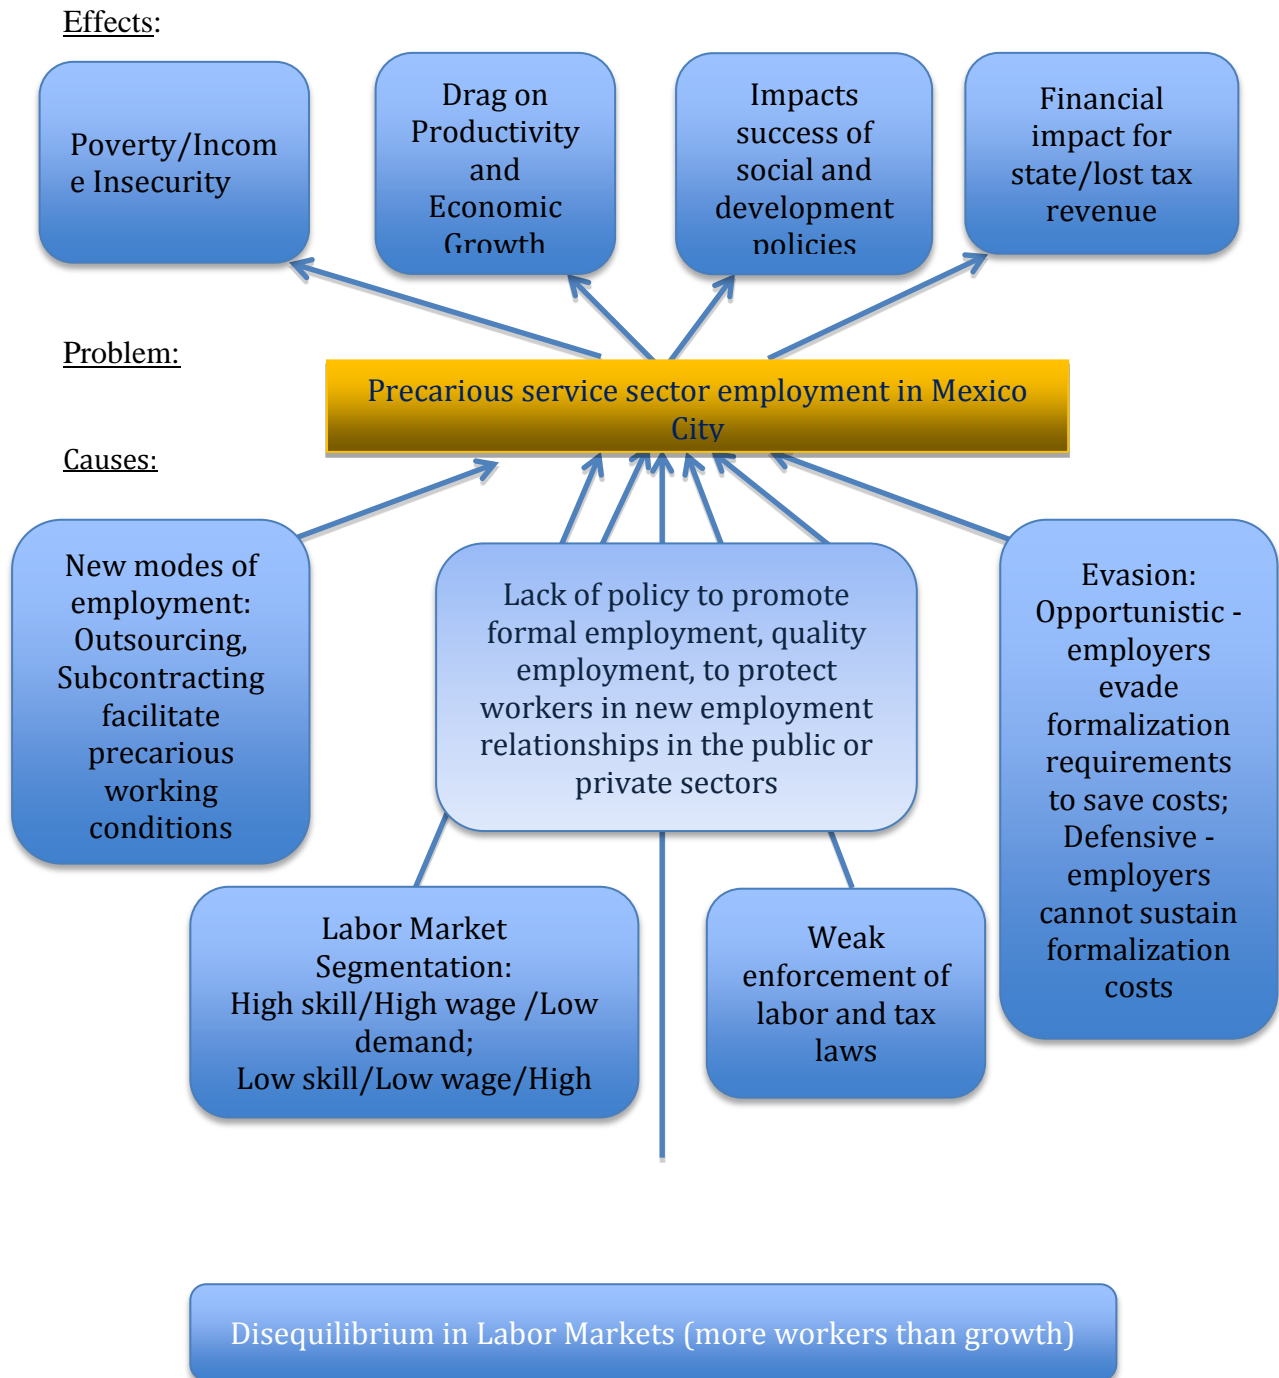 Effects:
Poverty/Incom
e Insecurity
Drag on
Productivity
and
Economic
Growth
Impacts
success of
social and
development
policies
Financial
impact for
state/lost tax
revenue
Problem:
Precarious service sector employment in Mexico
City
Causes:
New modes of
employment:
Outsourcing,
Subcontracting
facilitate
precarious
working
conditions
Lack of policy to promote
formal employment, quality
employment, to protect
workers in new employment
relationships in the public or
private sectors
Evasion:
Opportunistic -
employers
evade
formalization
requirements
to save costs;
Defensive -
employers
cannot sustain
formalization
costs
Labor Market
Segmentation:
High skill/High wage /Low
demand;
Low skill/Low wage/High
Weak
enforcement of
labor and tax
laws
Disequilibrium in Labor Markets (more workers than growth)